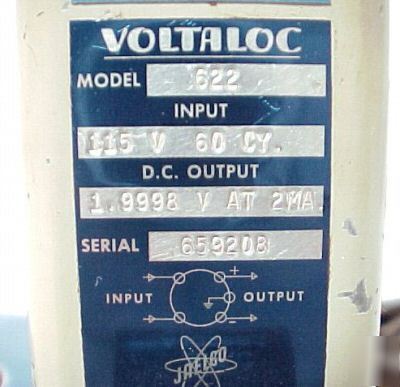 VOLTALOC
MODEL 622
INPUT
115 V 60 CY.
D.C. OUTPUT
1.9998 V AT 2MA.
SERIAL 659208
+
INPUT OUTPUT
-